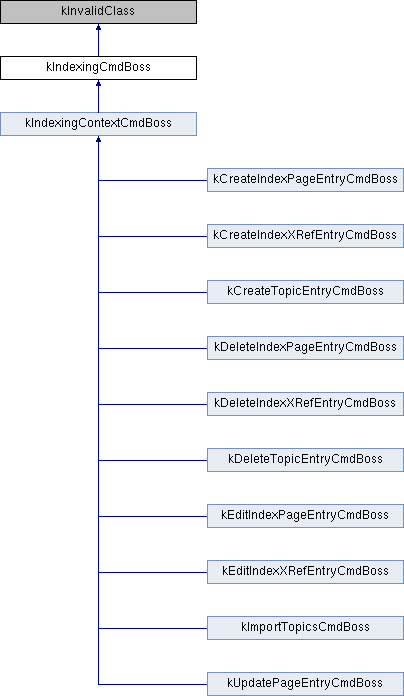 kInvalidClass
kIndexingCmdBoss
kIndexingContextCmdBoss
kCreateIndexPageEntryCmdBoss
kCreateIndexXRefEntryCmdBoss
kCreateTopicEntryCmdBoss
kDeleteIndexPageEntryCmdBoss
kDeleteIndexXRefEntryCmdBoss
kDeleteTopicEntryCmdBoss
kEditIndexPageEntryCmdBoss
kEditIndexXRefEntryCmdBoss
kImportTopicsCmdBoss
kUpdatePageEntryCmdBoss